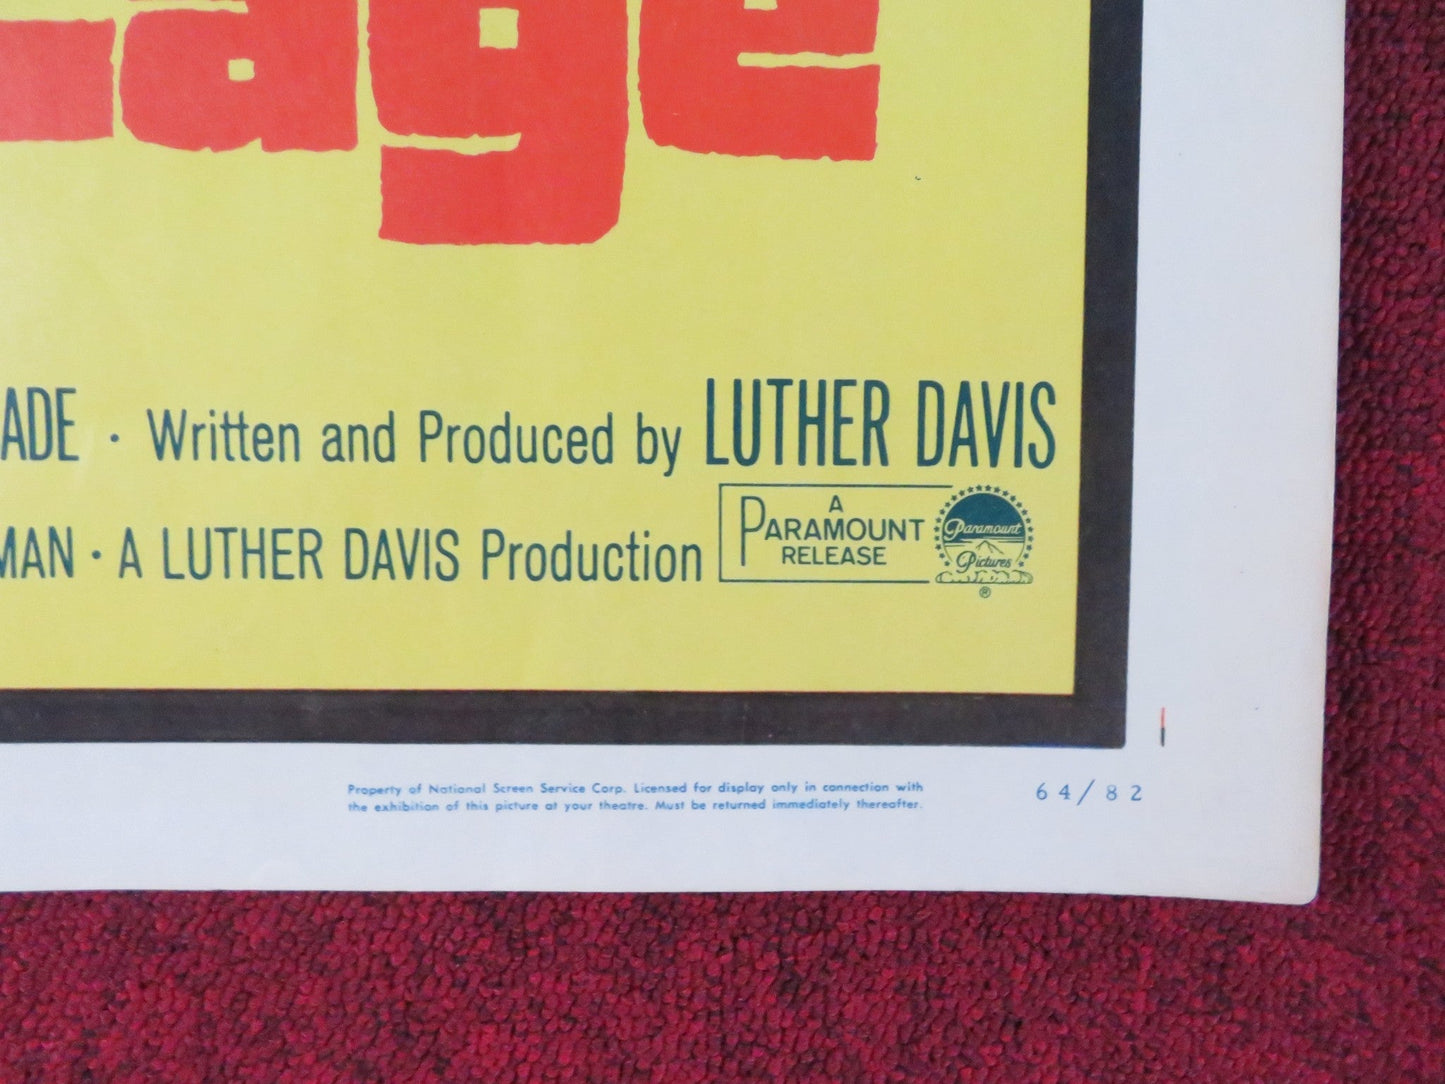 cage
ADE · Written and Produced by LUTHER DAVIS
MAN · A LUTHER DAVIS Production
A
PARAMOUNT
RELEASE
Paramount
Pictures
®
Property of National Screen Service Corp. Licensed for display only in connection with
the exhibition of this picture at your theatre. Must be returned immediately thereafter.
64/82